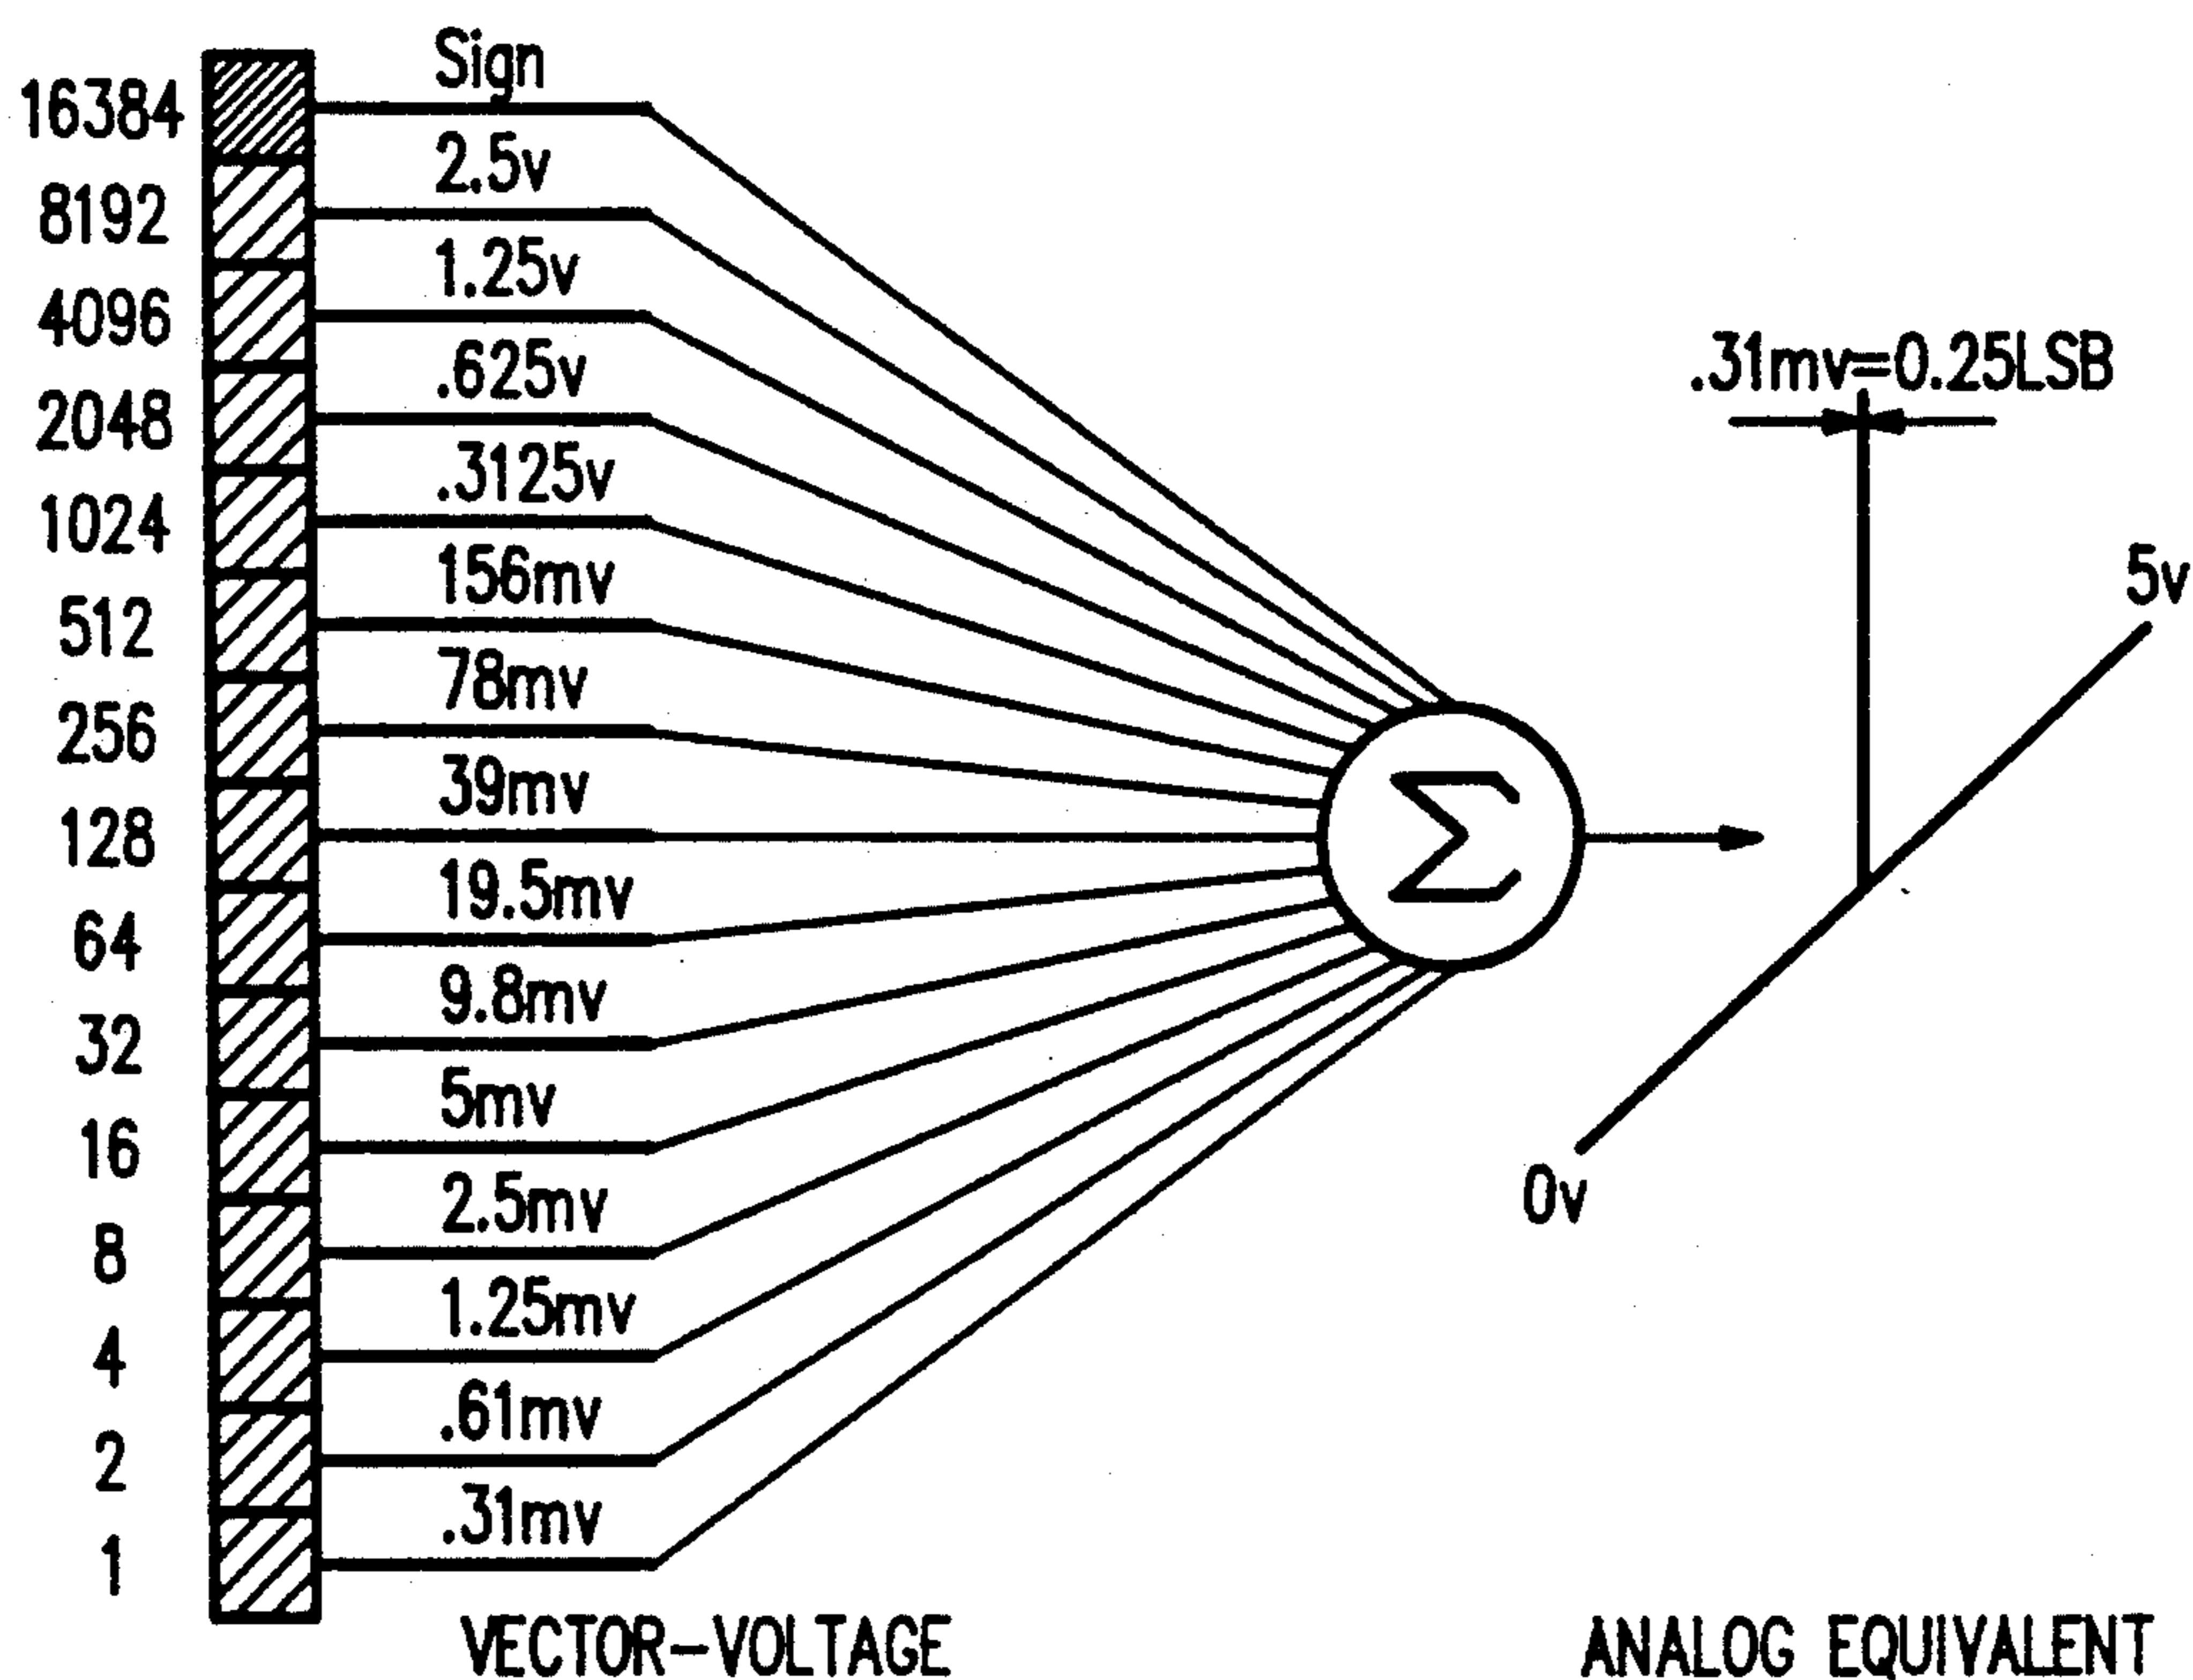 16384
Sign
8192
2.5v
4096
1.25v
2048
.625v
1024
.3125v
512
156mv
256
78mv
128
39mv
64
19.5mv
32
9.8mv
16
5mv
8
2.5mv
4
1.25mv
2
.61mv
1
.31mv
Σ
.31mv=0.25LSB
5v
0v
VECTOR-VOLTAGE
ANALOG EQUIVALENT